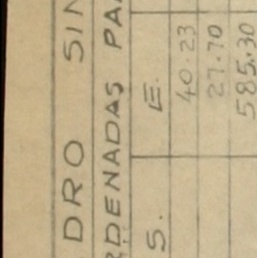 DRO SIN
RDENADAS PA
S. E.
40.23
27.70
585.30